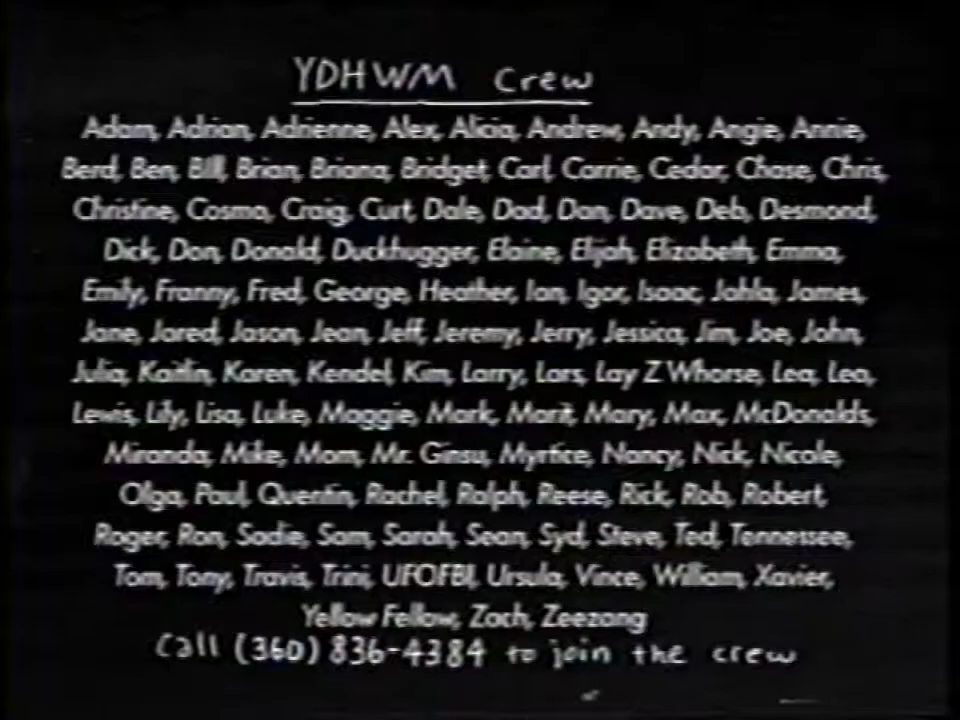 YDHWM Crew
Adam, Adrian, Adrienne, Alex, Alicia, Andrew, Andy, Angie, Annie,
Berd, Ben, Bill, Brian, Briana, Bridget, Carl, Carrie, Cedar, Chase, Chris,
Christine, Cosmo, Craig, Curt, Dale, Dad, Dan, Dave, Deb, Desmond,
Dick, Don, Donald, Duckhugger, Elaine, Elijah, Elizabeth, Emma,
Emily, Franny, Fred, George, Heather, Ian, Igor, Isaac, Jahla, James,
Jane, Jared, Jason, Jean, Jeff, Jeremy, Jerry, Jessica, Jim, Joe, John,
Julia, Kaitlin, Karen, Kendel, Kim, Larry, Lars, Lay Z Whorse, Lea, Leo,
Lewis, Lily, Lisa, Luke, Maggie, Mark, Marit, Mary, Max, McDonalds,
Miranda, Mike, Mom, Mr. Ginsu, Myrtice, Nancy, Nick, Nicole,
Olga, Paul, Quentin, Rachel, Ralph, Reese, Rick, Rob, Robert,
Roger, Ron, Sadie, Sam, Sarah, Sean, Syd, Steve, Ted, Tennessee,
Tom, Tony, Travis, Trini, UFOFBI, Ursula, Vince, William, Xavier,
Yellow Fellow, Zach, Zeezang
Call (360) 836-4384 to join the crew